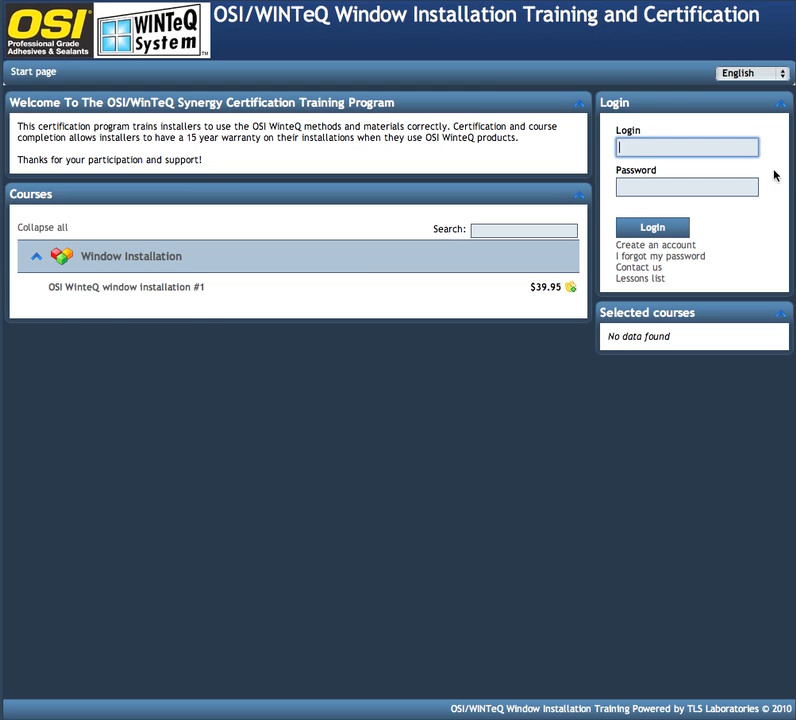 OSI
Professional Grade
Adhesives & Sealants
WINTeQ
System
TM
OSI/WINTeQ Window Installation Training and Certification
Start page
English
Welcome To The OSI/WinTeQ Synergy Certification Training Program
This certification program trains installers to use the OSI WinteQ methods and materials correctly. Certification and course
completion allows installers to have a 15 year warranty on their installations when they use OSI WinteQ products.
Thanks for your participation and support!
Courses
Collapse all
Search:
Window Installation
OSI WinteQ window installation #1
$39.95
Login
Login
Password
Login
Create an account
I forgot my password
Contact us
Lessons list
Selected courses
No data found
OSI/WINTeQ Window Installation Training Powered by TLS Laboratories © 2010